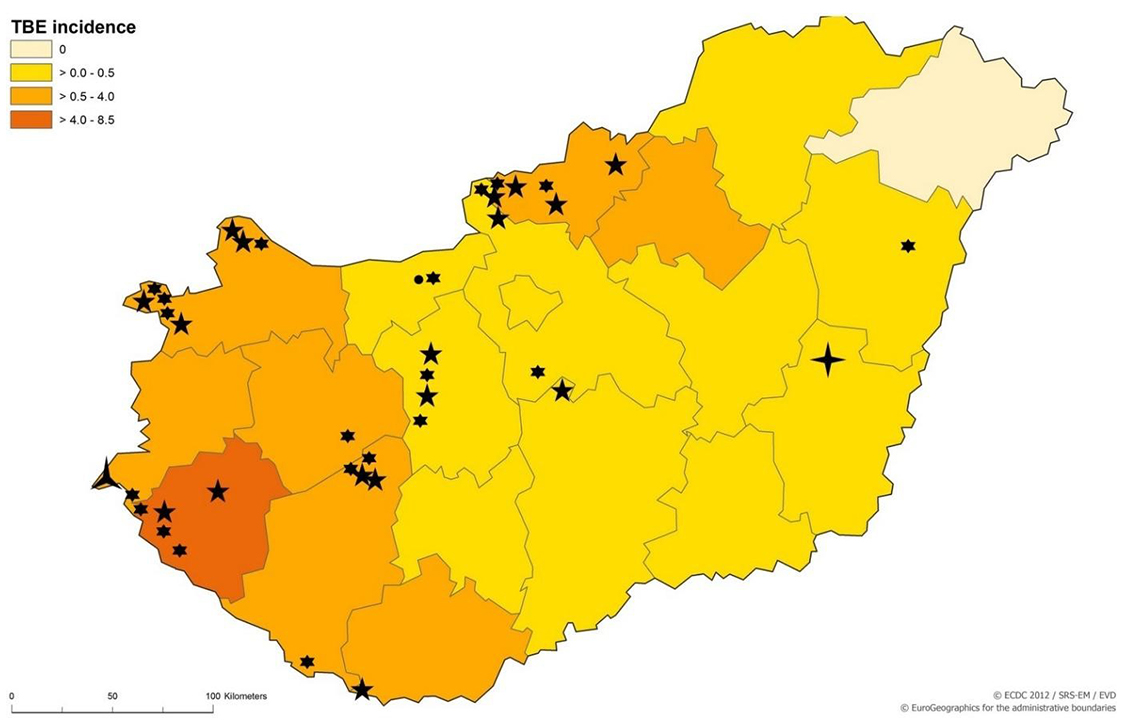 TBE incidence
0
> 0.0 - 0.5
> 0.5 - 4.0
> 4.0 - 8.5
0 50 100 Kilometers
© ECDC 2012 / SRS-EM / EVD
© EuroGeographics for the administrative boundaries